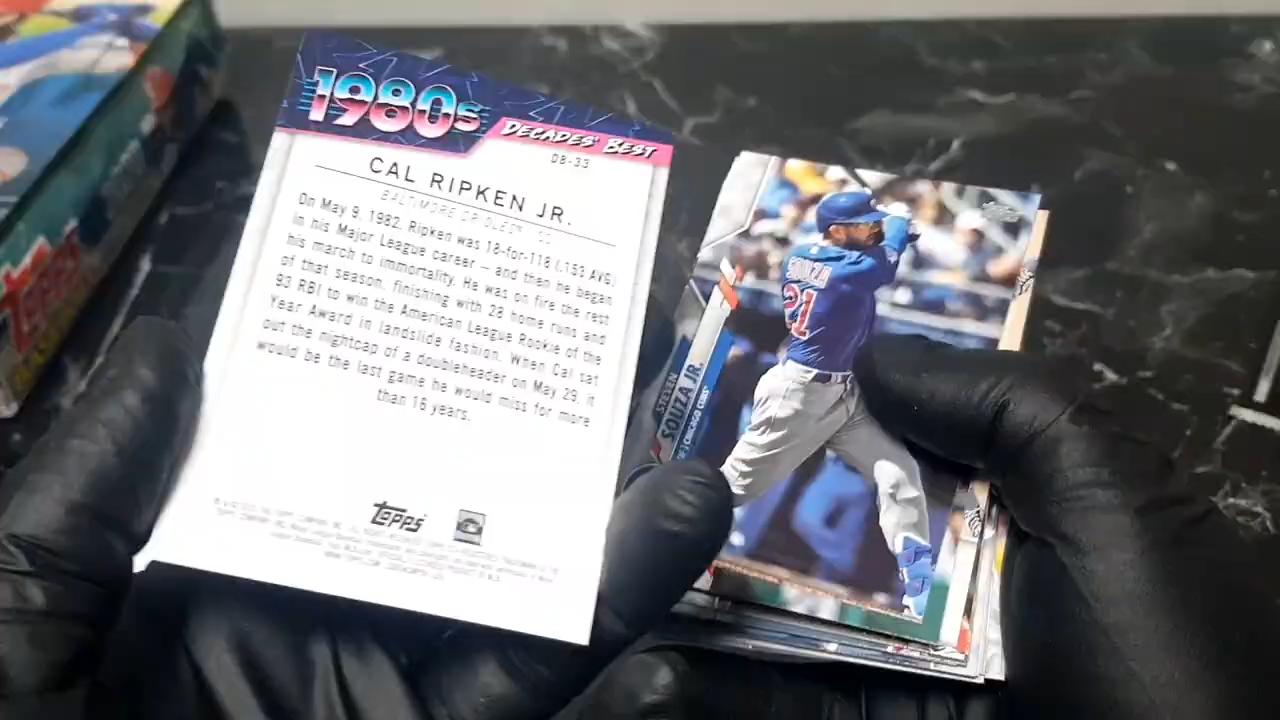 1980s
DECADES' BEST
DB-33
CAL RIPKEN JR.
BALTIMORE ORIOLES
On May 9, 1982, Ripken was 18-for-118 (.153 AVG)
in his Major League career — and then he began
his march to immortality. He was on fire the rest
of that season, finishing with 28 home runs and
93 RBI to win the American League Rookie of the
Year Award in landslide fashion. When Cal sat
out the nightcap of a doubleheader on May 29, it
would be the last game he would miss for more
than 16 years.
TOPPS
SOUZA
21
STEVEN
SOUZA JR.
CHICAGO CUBS
TOPPS